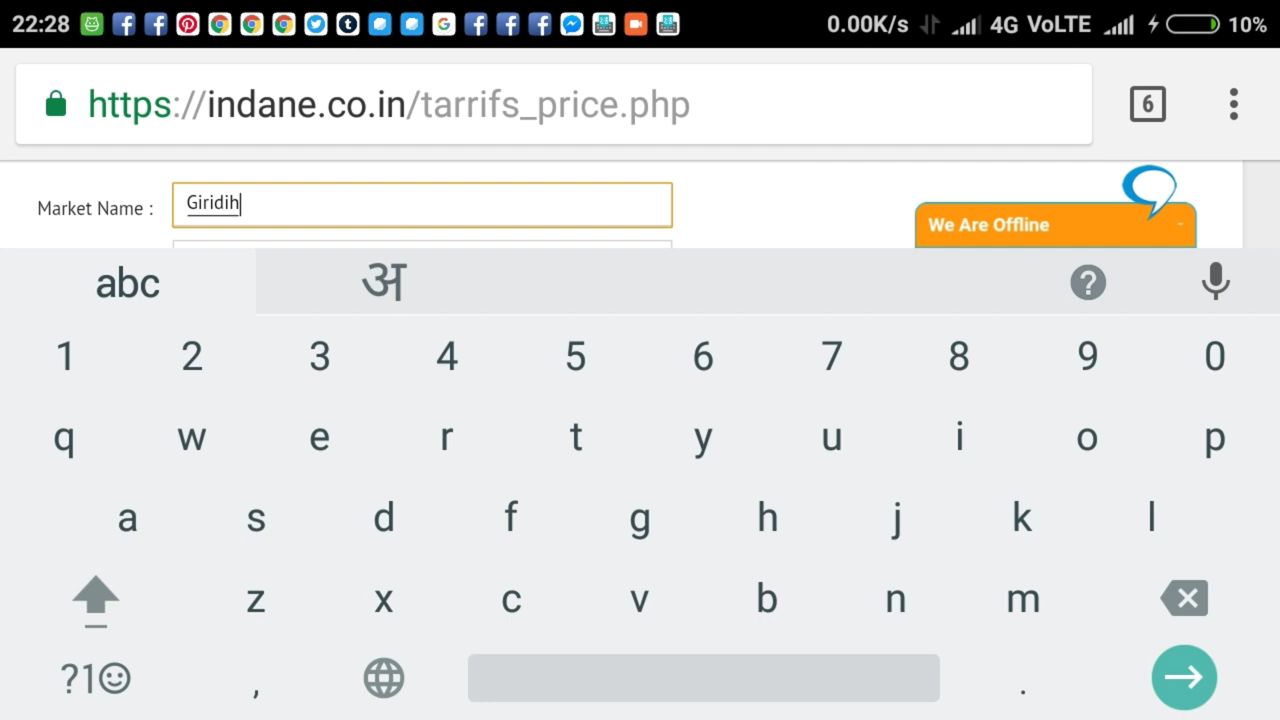 22:28 0.00K/s 4G VoLTE 10%
https://indane.co.in/tarrifs_price.php 6
Market Name : Giridih
We Are Offline -
abc अ ?
1 2 3 4 5 6 7 8 9 0
q w e r t y u i o p
a s d f g h j k l
z x c v b n m
?1☺ , .